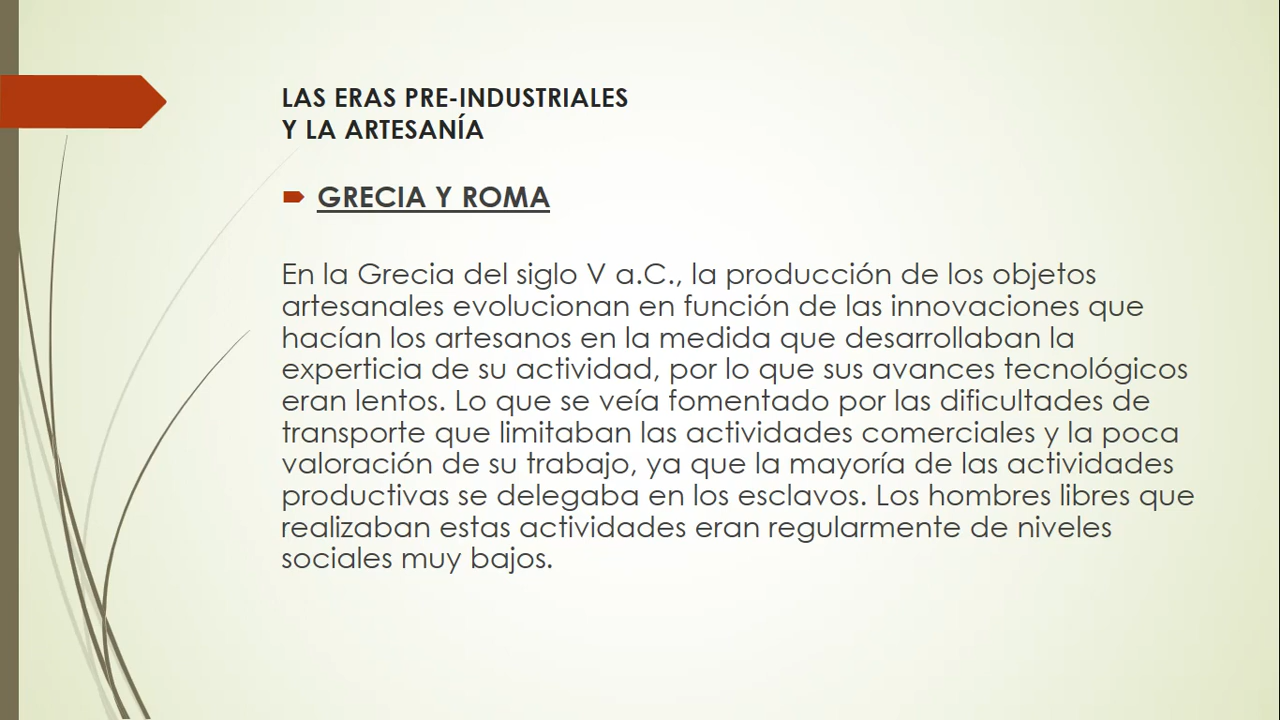 LAS ERAS PRE-INDUSTRIALES
Y LA ARTESANÍA
GRECIA Y ROMA
En la Grecia del siglo V a.C., la producción de los objetos
artesanales evolucionan en función de las innovaciones que
hacían los artesanos en la medida que desarrollaban la
experticia de su actividad, por lo que sus avances tecnológicos
eran lentos. Lo que se veía fomentado por las dificultades de
transporte que limitaban las actividades comerciales y la poca
valoración de su trabajo, ya que la mayoría de las actividades
productivas se delegaba en los esclavos. Los hombres libres que
realizaban estas actividades eran regularmente de niveles
sociales muy bajos.